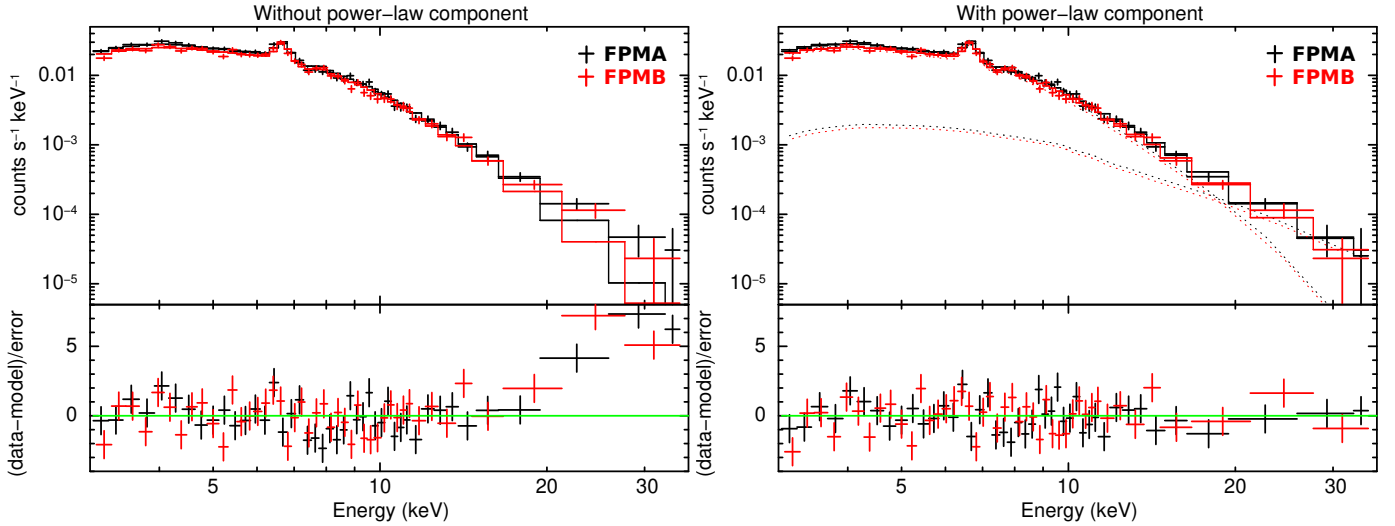 Without power−law component
FPMA
FPMB
counts s⁻¹ keV⁻¹
0.01
10⁻³
10⁻⁴
10⁻⁵
(data−model)/error
5
0
5
10
20
30
Energy (keV)
With power−law component
FPMA
FPMB
counts s⁻¹ keV⁻¹
0.01
10⁻³
10⁻⁴
10⁻⁵
(data−model)/error
5
0
5
10
20
30
Energy (keV)